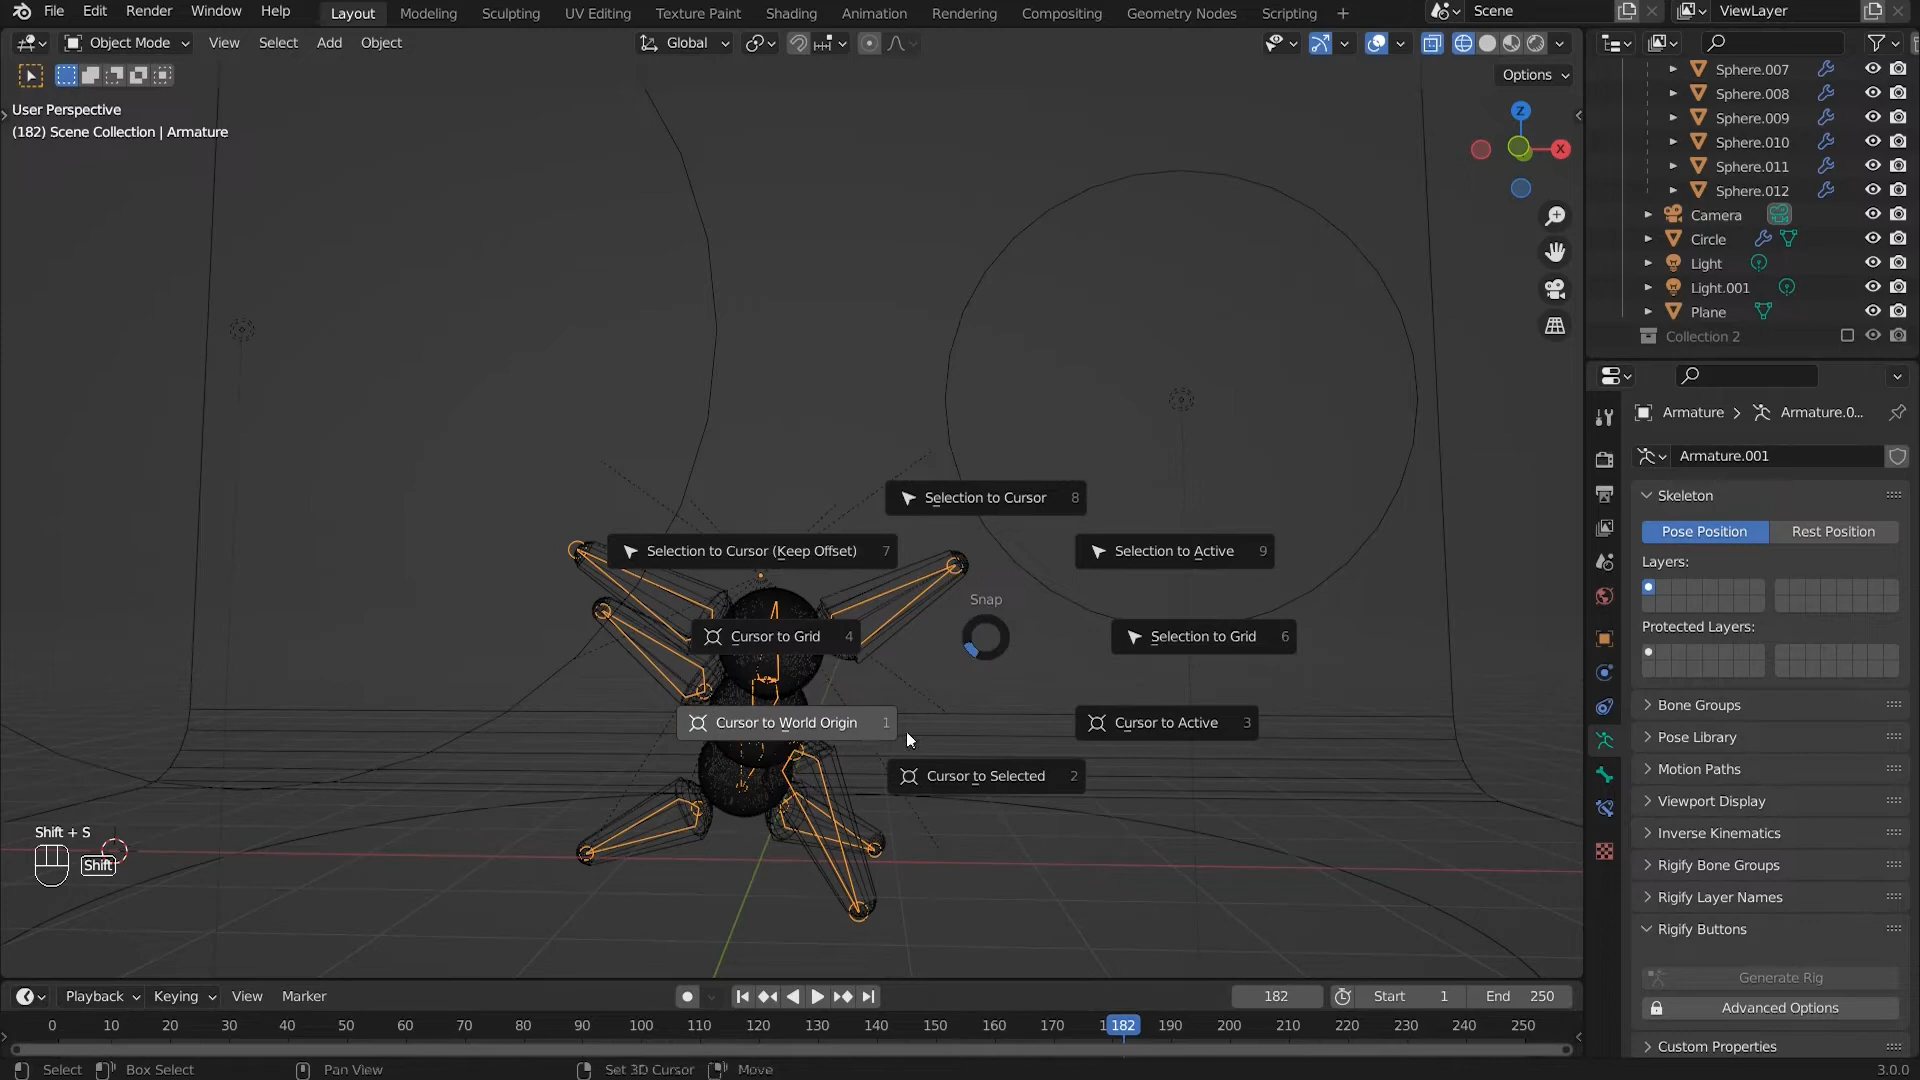 File Edit Render Window Help Layout Modeling Sculpting UV Editing Texture Paint Shading Animation Rendering Compositing Geometry Nodes Scripting + Scene ViewLayer
Object Mode View Select Add Object Global
Options
User Perspective
(182) Scene Collection | Armature
Z
X
Sphere.007
Sphere.008
Sphere.009
Sphere.010
Sphere.011
Sphere.012
Camera
Circle
Light
Light.001
Plane
Collection 2
Selection to Cursor 8
Selection to Cursor (Keep Offset) 7
Selection to Active 9
Snap
Cursor to Grid 4
Selection to Grid 6
Cursor to World Origin 1
Cursor to Active 3
Cursor to Selected 2
Shift + S
Shift
Armature > Armature.0...
Armature.001
Skeleton
Pose Position Rest Position
Layers:
Protected Layers:
Bone Groups
Pose Library
Motion Paths
Viewport Display
Inverse Kinematics
Rigify Bone Groups
Rigify Layer Names
Rigify Buttons
Generate Rig
Advanced Options
Custom Properties
Playback Keying View Marker 182 Start 1 End 250
0 10 20 30 40 50 60 70 80 90 100 110 120 130 140 150 160 170 182 190 200 210 220 230 240 250
Select Box Select Pan View Set 3D Cursor Move 3.0.0